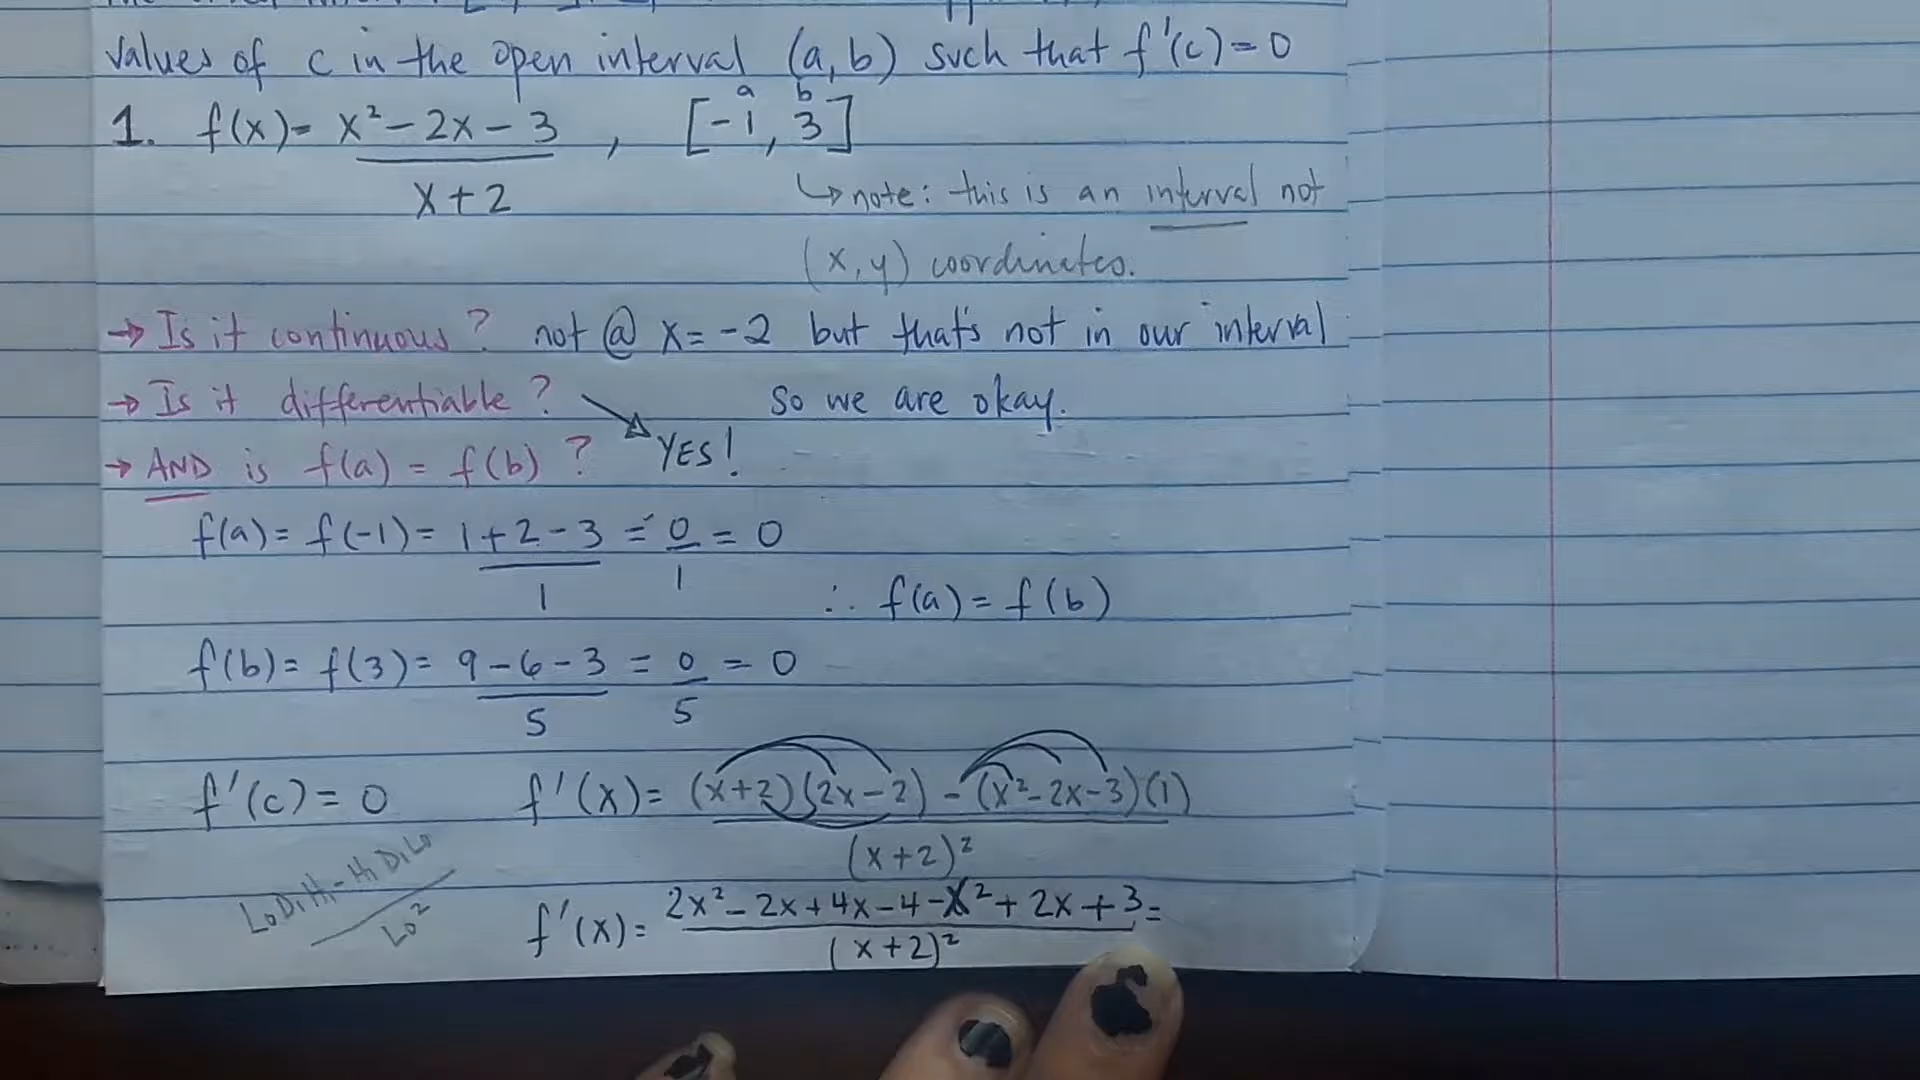 values of c in the open interval (a, b) such that f'(c) = 0
a b
1. f(x) = x² - 2x - 3 , [-1, 3]
x + 2
↳ note: this is an interval not
(x, y) coordinates.
→ Is it continuous? not @ x = -2 but that's not in our interval
→ Is it differentiable? so we are okay.
→ AND is f(a) = f(b)? YES!
f(a) = f(-1) = 1 + 2 - 3 = 0 = 0
1 1
∴ f(a) = f(b)
f(b) = f(3) = 9 - 6 - 3 = 0 = 0
5 5
f'(c) = 0 f'(x) = (x+2)(2x-2) - (x²-2x-3)(1)
(x+2)²
LoDiHi - HiDiLo
Lo²
f'(x) = 2x² - 2x + 4x - 4 - x² + 2x + 3 =
(x+2)²